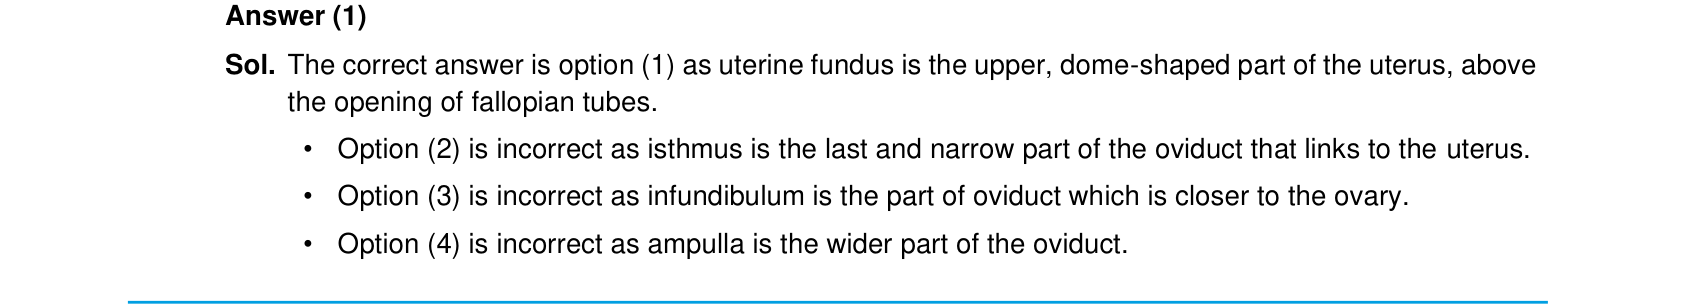 Answer (1)
Sol. The correct answer is option (1) as uterine fundus is the upper, dome-shaped part of the uterus, above
the opening of fallopian tubes.
• Option (2) is incorrect as isthmus is the last and narrow part of the oviduct that links to the uterus.
• Option (3) is incorrect as infundibulum is the part of oviduct which is closer to the ovary.
• Option (4) is incorrect as ampulla is the wider part of the oviduct.